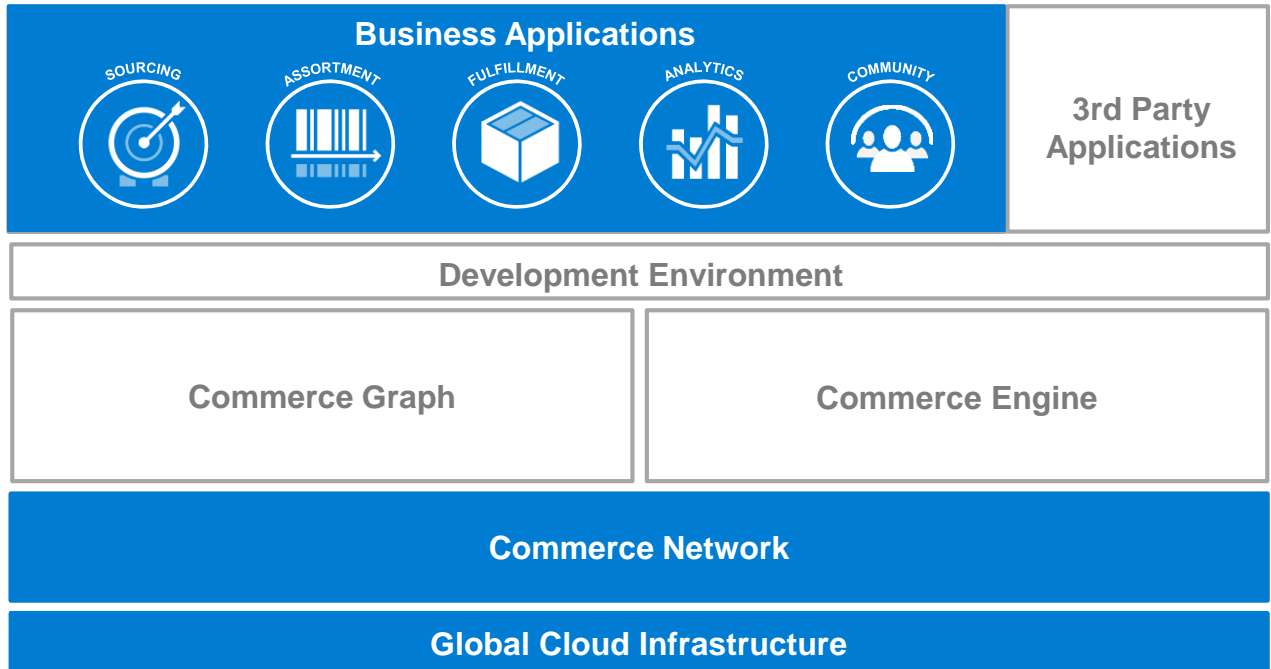 Business Applications
SOURCING
ASSORTMENT
FULFILLMENT
ANALYTICS
COMMUNITY
3rd Party
Applications
Development Environment
Commerce Graph
Commerce Engine
Commerce Network
Global Cloud Infrastructure